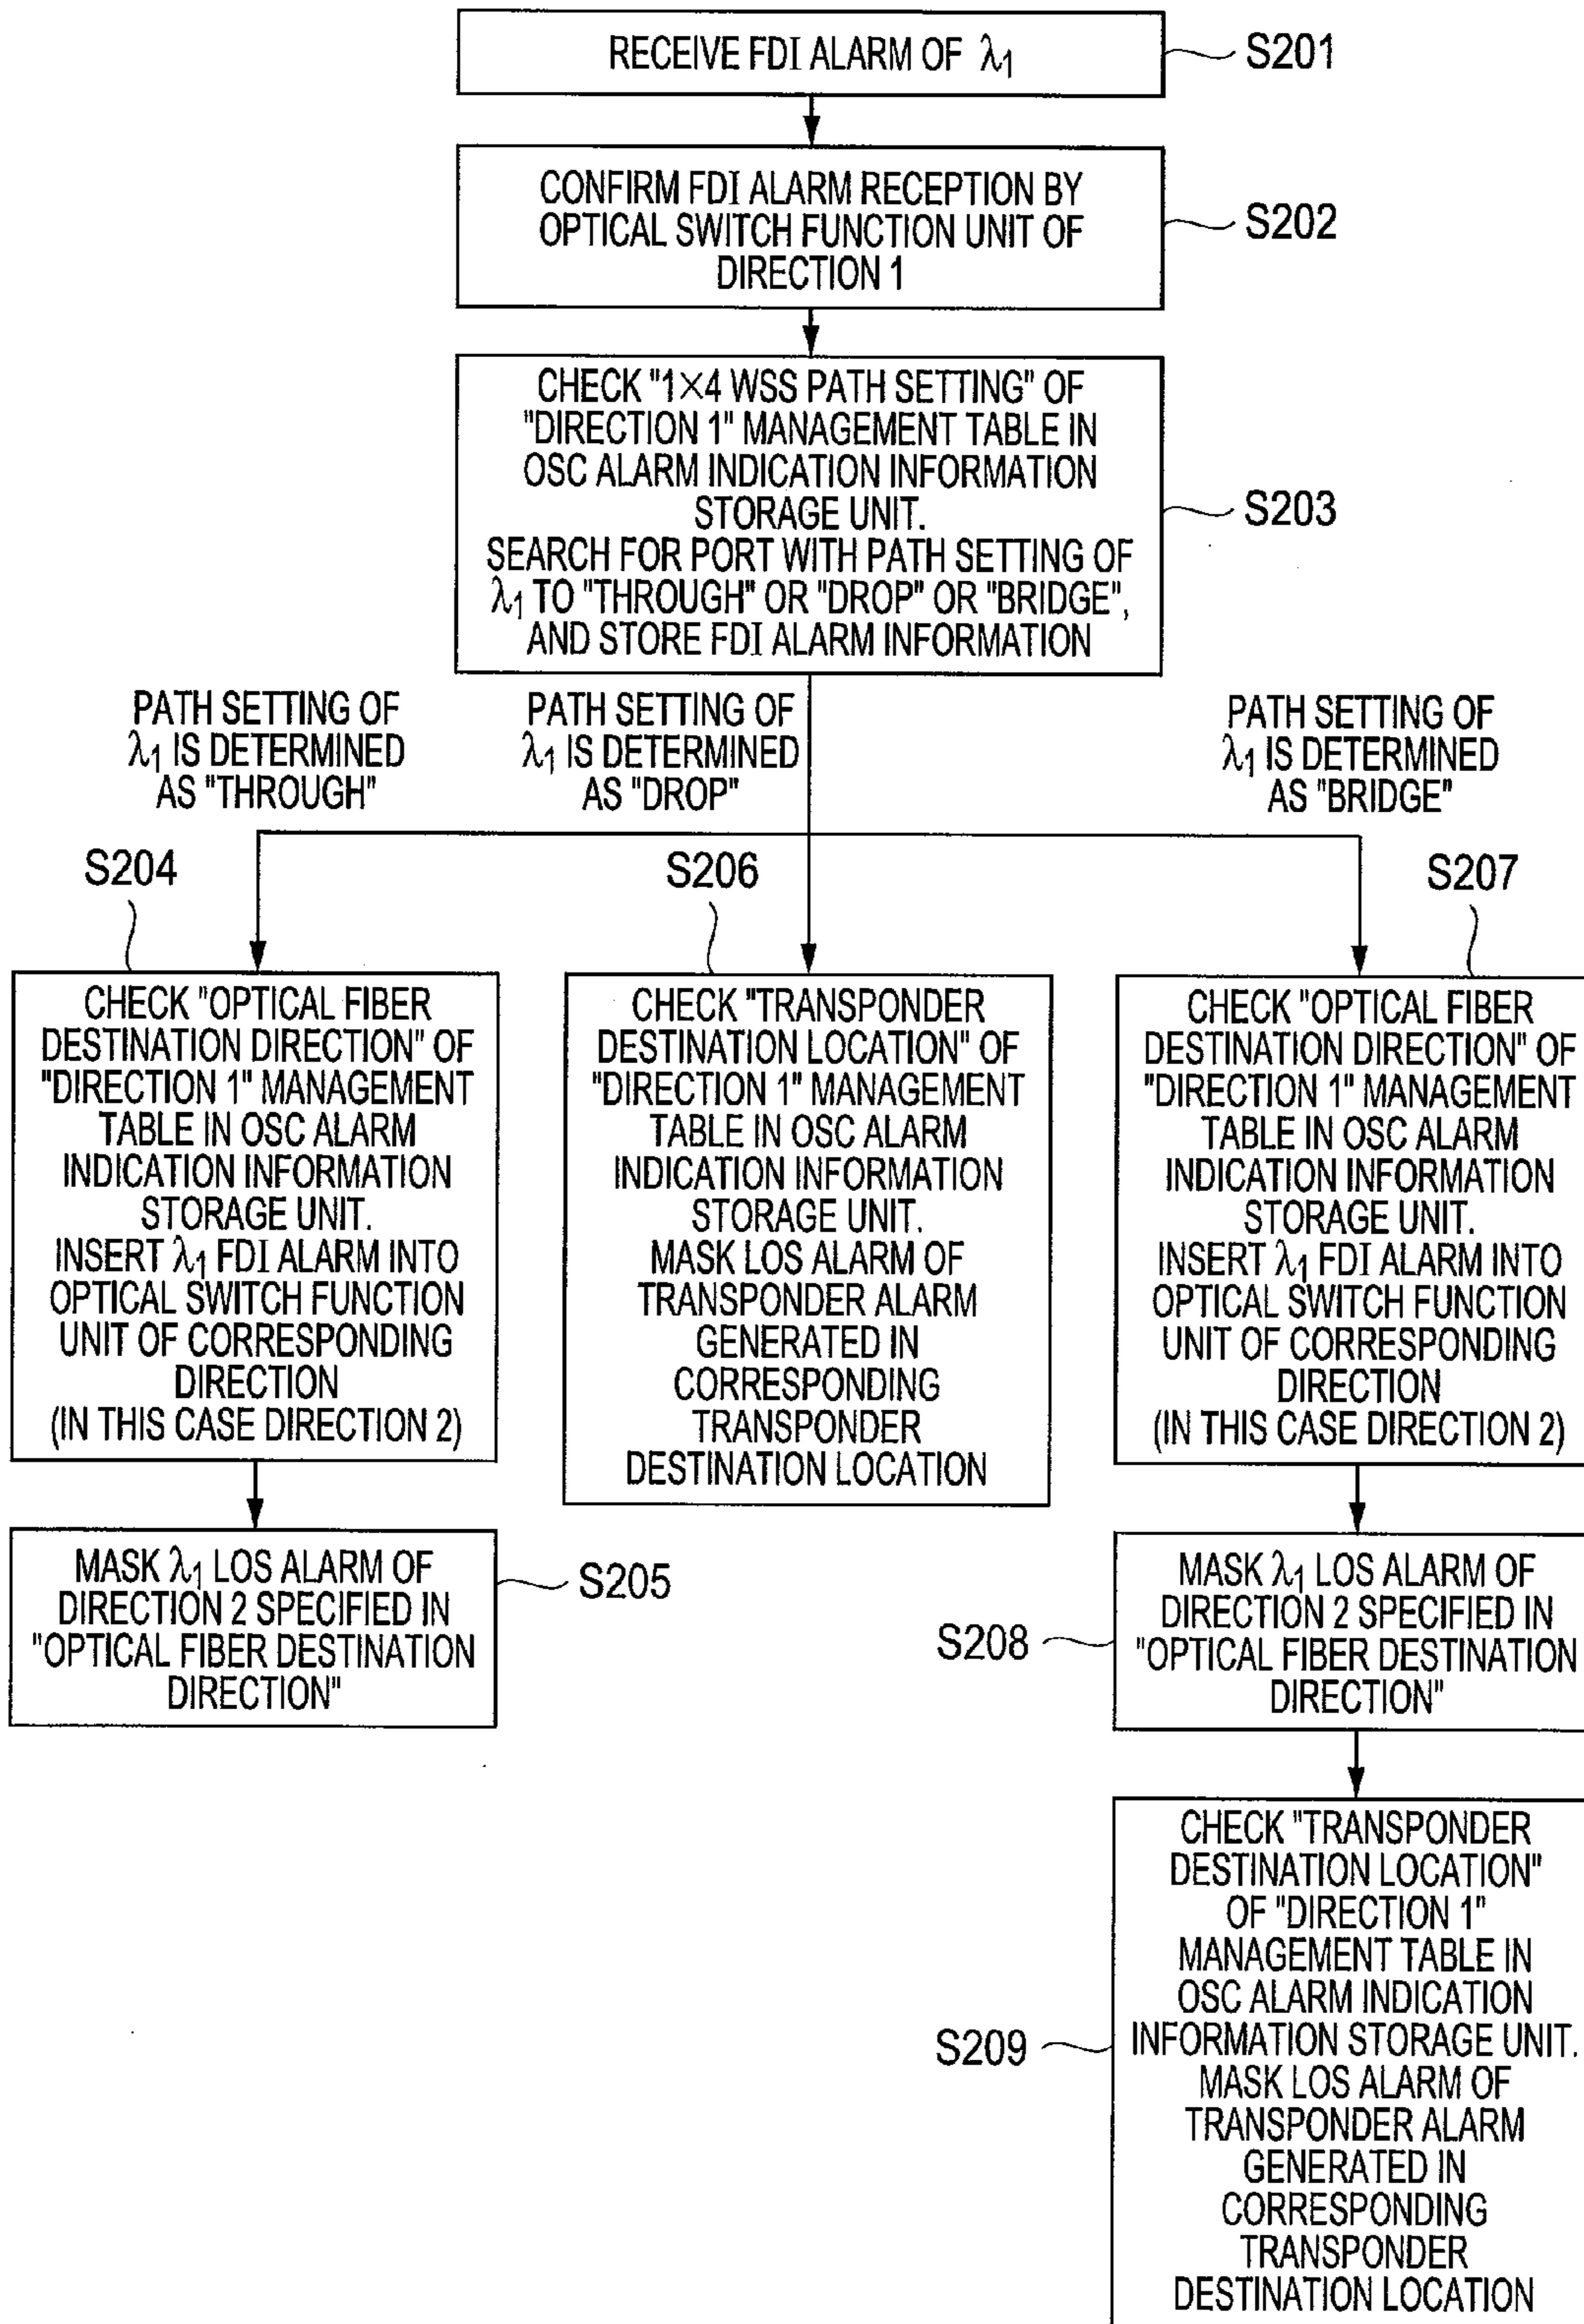 RECEIVE FDI ALARM OF λ1
S201
CONFIRM FDI ALARM RECEPTION BY
OPTICAL SWITCH FUNCTION UNIT OF
DIRECTION 1
S202
CHECK "1×4 WSS PATH SETTING" OF
"DIRECTION 1" MANAGEMENT TABLE IN
OSC ALARM INDICATION INFORMATION
STORAGE UNIT.
SEARCH FOR PORT WITH PATH SETTING OF
λ1 TO "THROUGH" OR "DROP" OR "BRIDGE",
AND STORE FDI ALARM INFORMATION
S203
PATH SETTING OF
λ1 IS DETERMINED
AS "THROUGH"
PATH SETTING OF
λ1 IS DETERMINED
AS "DROP"
PATH SETTING OF
λ1 IS DETERMINED
AS "BRIDGE"
S204
CHECK "OPTICAL FIBER
DESTINATION DIRECTION" OF
"DIRECTION 1" MANAGEMENT
TABLE IN OSC ALARM
INDICATION INFORMATION
STORAGE UNIT.
INSERT λ1 FDI ALARM INTO
OPTICAL SWITCH FUNCTION
UNIT OF CORRESPONDING
DIRECTION
(IN THIS CASE DIRECTION 2)
MASK λ1 LOS ALARM OF
DIRECTION 2 SPECIFIED IN
"OPTICAL FIBER DESTINATION
DIRECTION"
S205
S206
CHECK "TRANSPONDER
DESTINATION LOCATION" OF
"DIRECTION 1" MANAGEMENT
TABLE IN OSC ALARM
INDICATION INFORMATION
STORAGE UNIT.
MASK LOS ALARM OF
TRANSPONDER ALARM
GENERATED IN
CORRESPONDING
TRANSPONDER
DESTINATION LOCATION
S207
CHECK "OPTICAL FIBER
DESTINATION DIRECTION" OF
"DIRECTION 1" MANAGEMENT
TABLE IN OSC ALARM
INDICATION INFORMATION
STORAGE UNIT.
INSERT λ1 FDI ALARM INTO
OPTICAL SWITCH FUNCTION
UNIT OF CORRESPONDING
DIRECTION
(IN THIS CASE DIRECTION 2)
S208
MASK λ1 LOS ALARM OF
DIRECTION 2 SPECIFIED IN
"OPTICAL FIBER DESTINATION
DIRECTION"
S209
CHECK "TRANSPONDER
DESTINATION LOCATION"
OF "DIRECTION 1"
MANAGEMENT TABLE IN
OSC ALARM INDICATION
INFORMATION STORAGE UNIT.
MASK LOS ALARM OF
TRANSPONDER ALARM
GENERATED IN
CORRESPONDING
TRANSPONDER
DESTINATION LOCATION